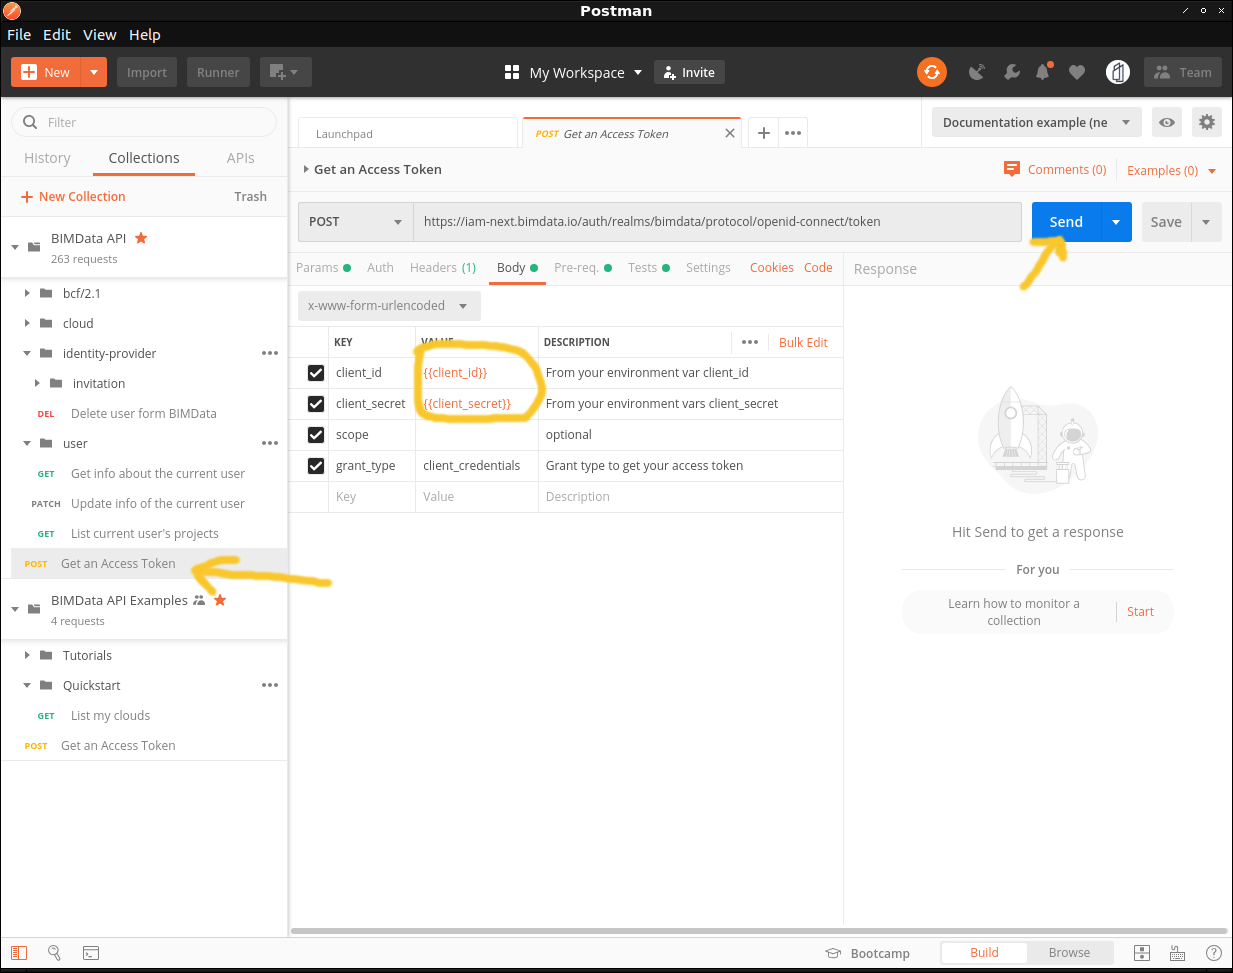 Postman
File Edit View Help
New Import Runner My Workspace Invite Team
Filter
History Collections APIs
New Collection Trash
BIMData API
263 requests
bcf/2.1
cloud
identity-provider
invitation
DEL Delete user form BIMData
user
GET Get info about the current user
PATCH Update info of the current user
GET List current user's projects
POST Get an Access Token
BIMData API Examples
4 requests
Tutorials
Quickstart
GET List my clouds
POST Get an Access Token
Launchpad POST Get an Access Token Documentation example (ne
Get an Access Token Comments (0) Examples (0)
POST https://iam-next.bimdata.io/auth/realms/bimdata/protocol/openid-connect/token Send Save
Params Auth Headers (1) Body Pre-req. Tests Settings Cookies Code
x-www-form-urlencoded
KEY VALUE DESCRIPTION Bulk Edit
client_id {{client_id}} From your environment var client_id
client_secret {{client_secret}} From your environment vars client_secret
scope optional
grant_type client_credentials Grant type to get your access token
Key Value Description
Response
Hit Send to get a response
For you
Learn how to monitor a
collection
Start
Bootcamp Build Browse